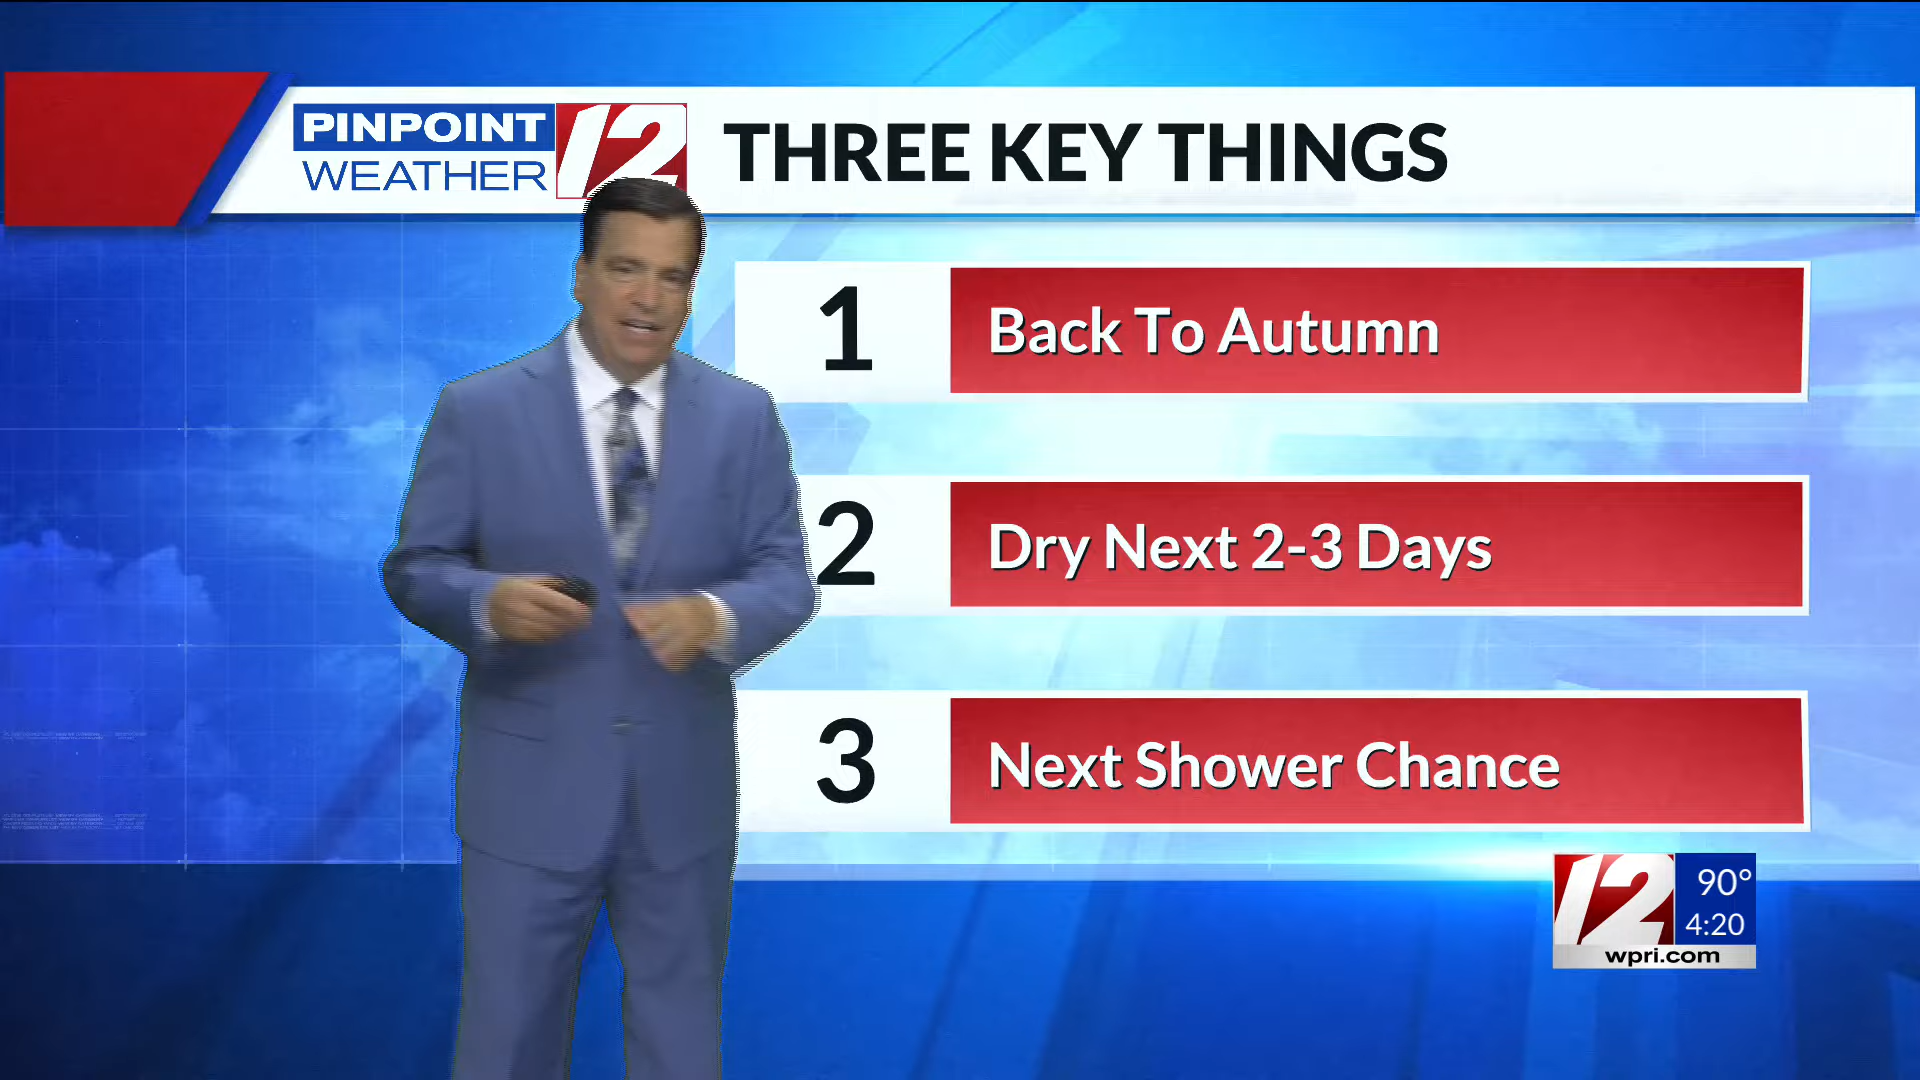 PINPOINT
WEATHER
12
THREE KEY THINGS
1
Back To Autumn
2
Dry Next 2-3 Days
3
Next Shower Chance
12
90°
4:20
wpri.com